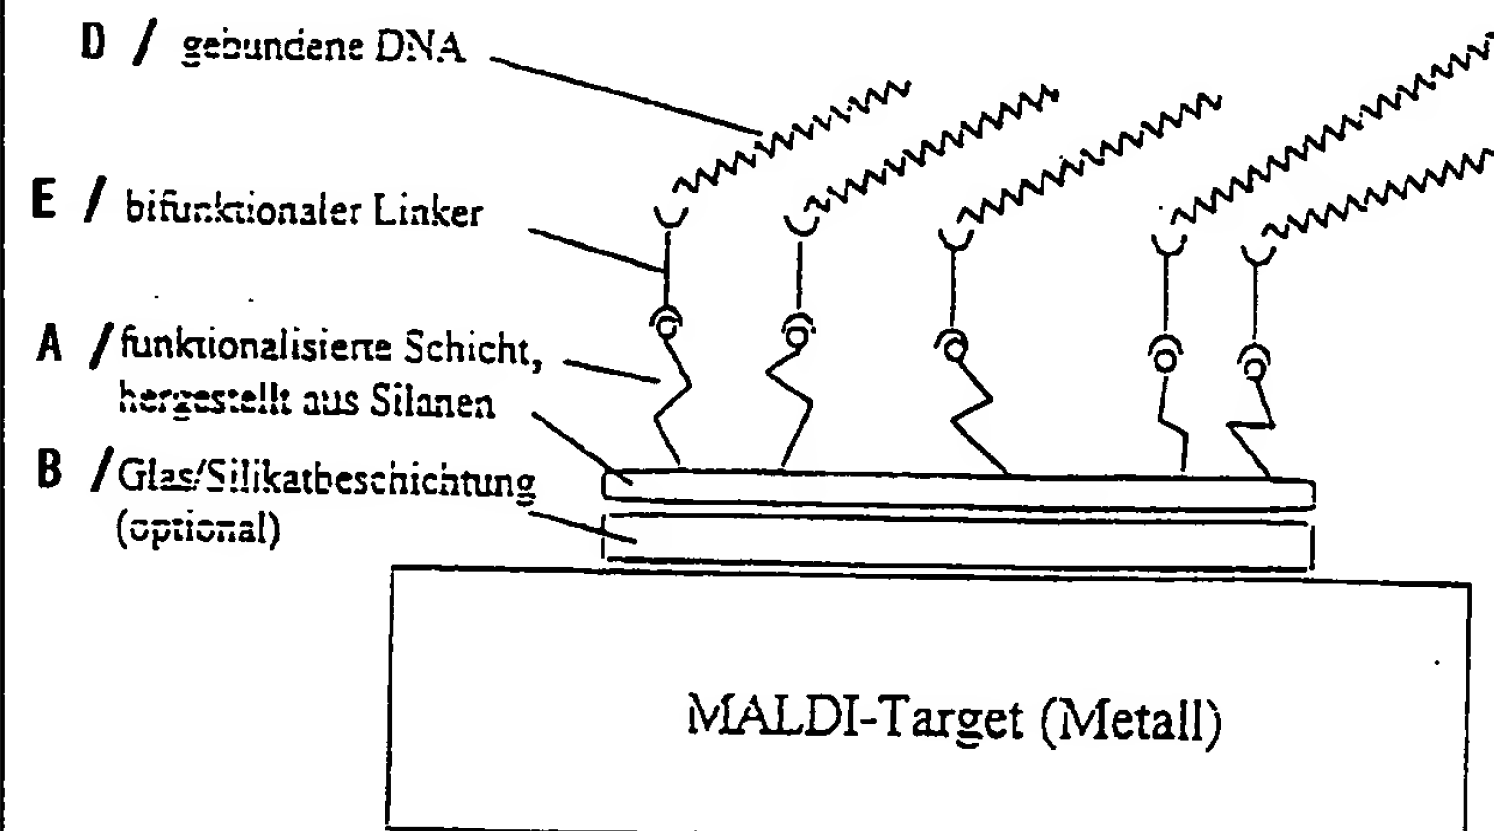 D / gebundene DNA
E / bifunktionaler Linker
A / funktionalisierte Schicht,
hergestellt aus Silanen
B / Glas/Silikatbeschichtung
(optional)
MALDI-Target (Metall)